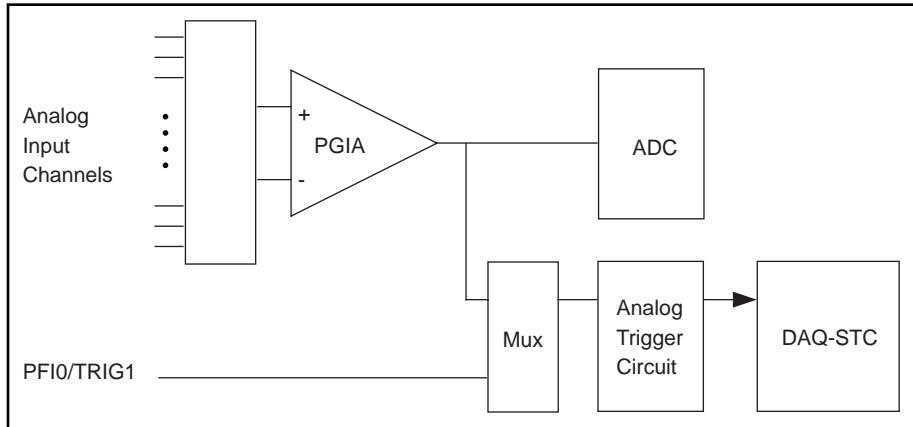 Analog
Input
Channels
+
PGIA
-
ADC
Mux
Analog
Trigger
Circuit
DAQ-STC
PFI0/TRIG1